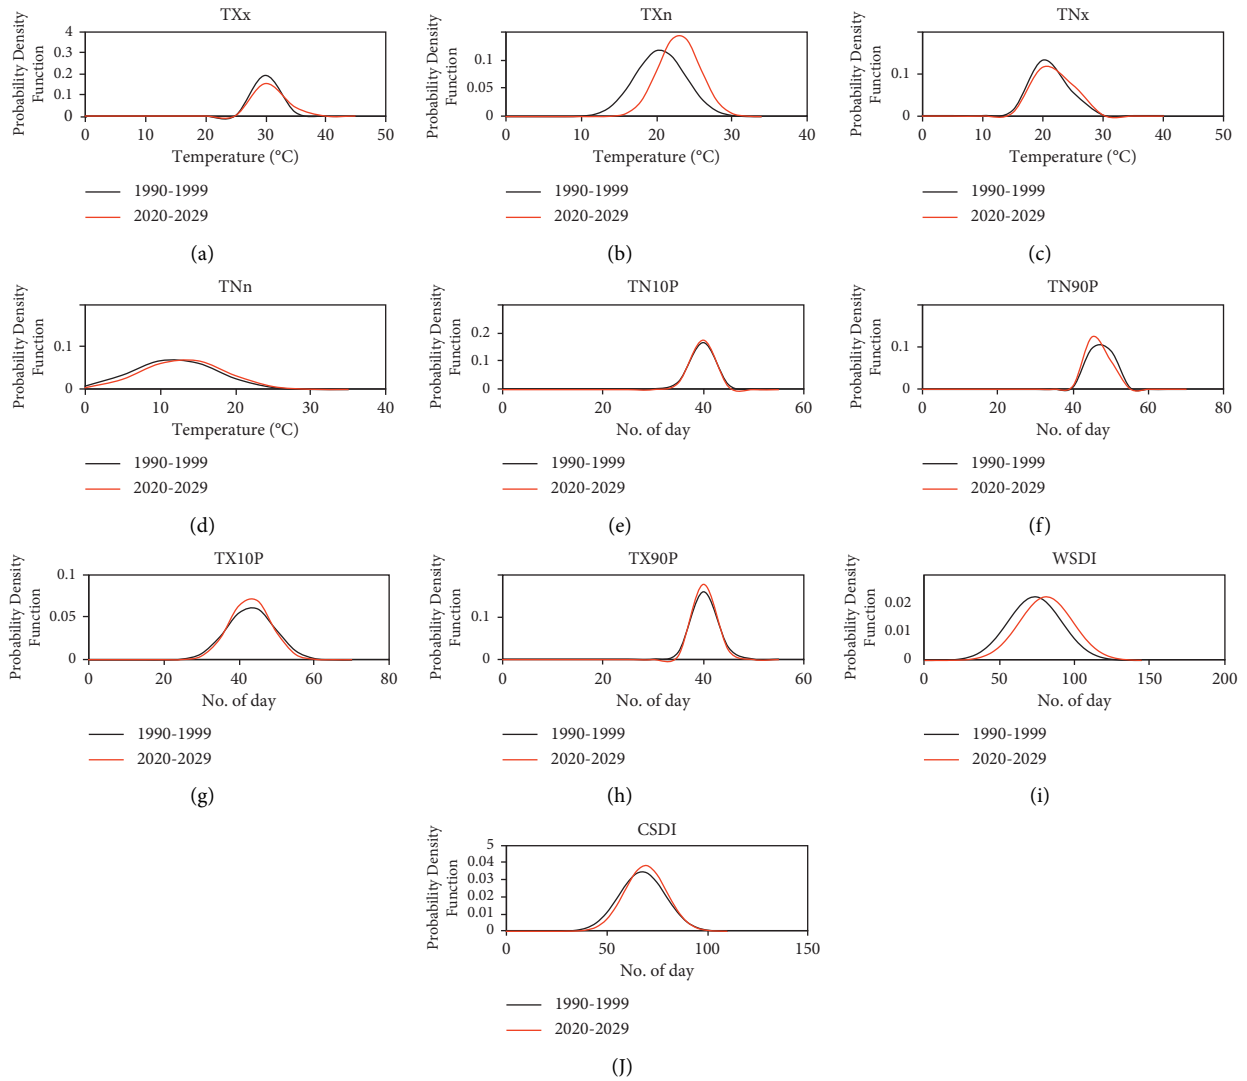 TXx
Probability Density
Function
4
0.3
0.2
0.1
0
0 10 20 30 40 50
Temperature (°C)
1990-1999
2020-2029
(a)
TXn
Probability Density
Function
0.1
0.05
0
0 10 20 30 40
Temperature (°C)
1990-1999
2020-2029
(b)
TNx
Probability Density
Function
0.1
0
0 10 20 30 40 50
Temperature (°C)
1990-1999
2020-2029
(c)
TNn
Probability Density
Function
0.1
0
0 10 20 30 40
Temperature (°C)
1990-1999
2020-2029
(d)
TN10P
Probability Density
Function
0.2
0.1
0
0 20 40 60
No. of day
1990-1999
2020-2029
(e)
TN90P
Probability Density
Function
0.1
0
0 20 40 60 80
No. of day
1990-1999
2020-2029
(f)
TX10P
Probability Density
Function
0.1
0.05
0
0 20 40 60 80
No. of day
1990-1999
2020-2029
(g)
TX90P
Probability Density
Function
0.1
0
0 20 40 60
No. of day
1990-1999
2020-2029
(h)
WSDI
Probability Density
Function
0.02
0.01
0
0 50 100 150 200
No. of day
1990-1999
2020-2029
(i)
CSDI
Probability Density
Function
5
0.04
0.03
0.02
0.01
0
0 50 100 150
No. of day
1990-1999
2020-2029
(J)